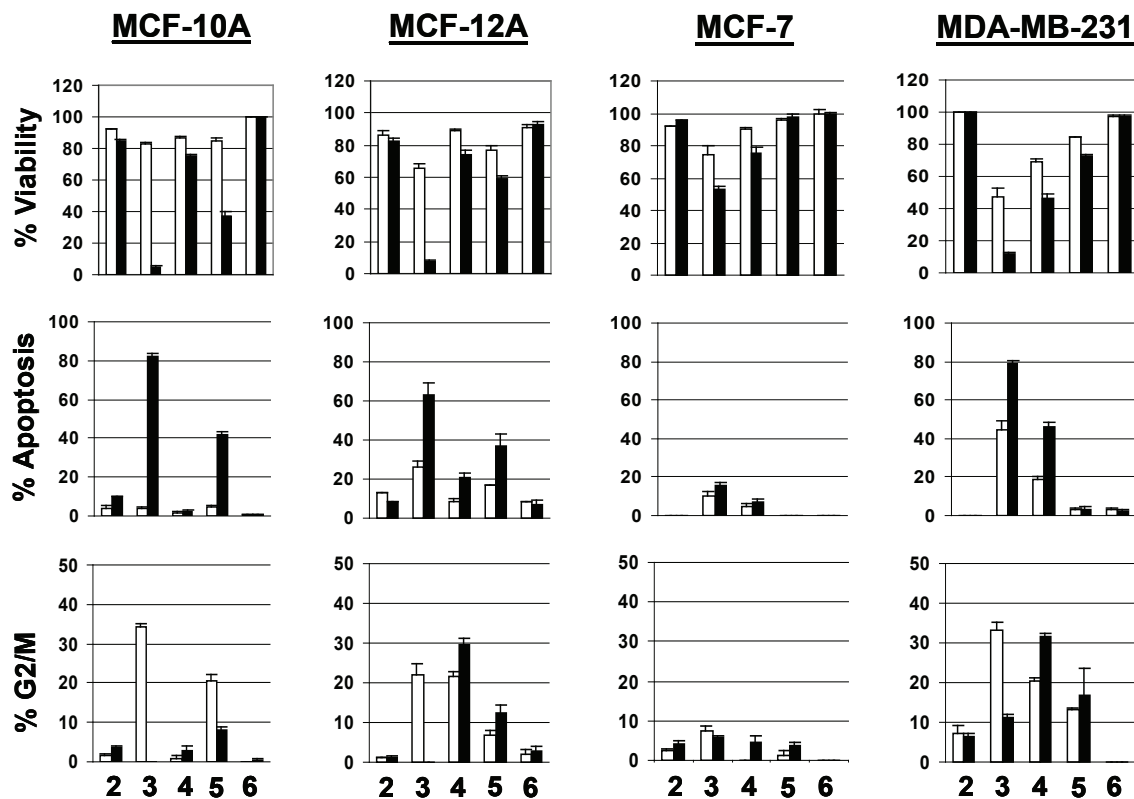 MCF-10A MCF-12A MCF-7 MDA-MB-231
% Viability
120 120 120 120
100 100 100 100
80 80 80 80
60 60 60 60
40 40 40 40
20 20 20 20
0 0 0 0
% Apoptosis
100 100 100 100
80 80 80 80
60 60 60 60
40 40 40 40
20 20 20 20
0 0 0 0
% G2/M
50 50 50 50
40 40 40 40
30 30 30 30
20 20 20 20
10 10 10 10
0 0 0 0
2 3 4 5 6 2 3 4 5 6 2 3 4 5 6 2 3 4 5 6